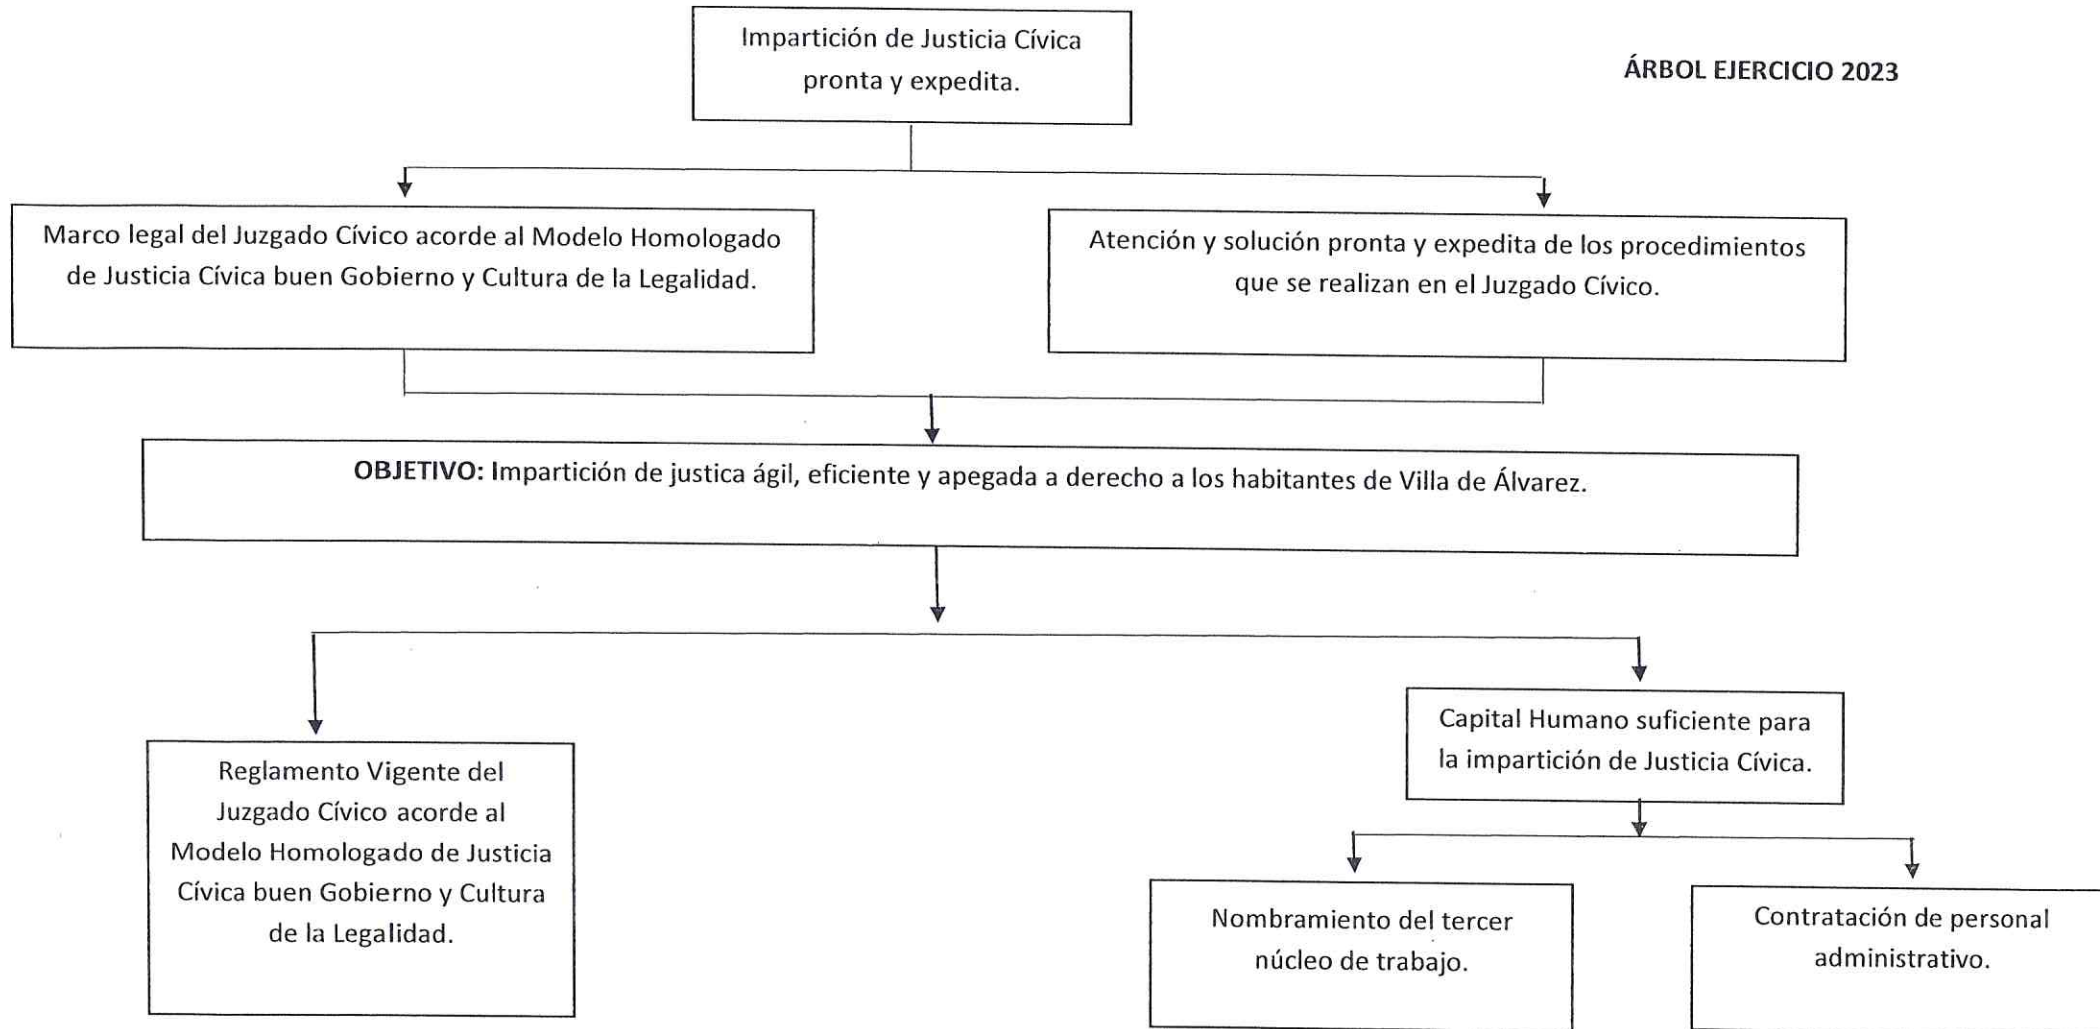 Impartición de Justicia Cívica
pronta y expedita.
ÁRBOL EJERCICIO 2023
Marco legal del Juzgado Cívico acorde al Modelo Homologado
de Justicia Cívica buen Gobierno y Cultura de la Legalidad.
Atención y solución pronta y expedita de los procedimientos
que se realizan en el Juzgado Cívico.
OBJETIVO: Impartición de justica ágil, eficiente y apegada a derecho a los habitantes de Villa de Álvarez.
Capital Humano suficiente para
la impartición de Justicia Cívica.
Reglamento Vigente del
Juzgado Cívico acorde al
Modelo Homologado de Justicia
Cívica buen Gobierno y Cultura
de la Legalidad.
Nombramiento del tercer
núcleo de trabajo.
Contratación de personal
administrativo.